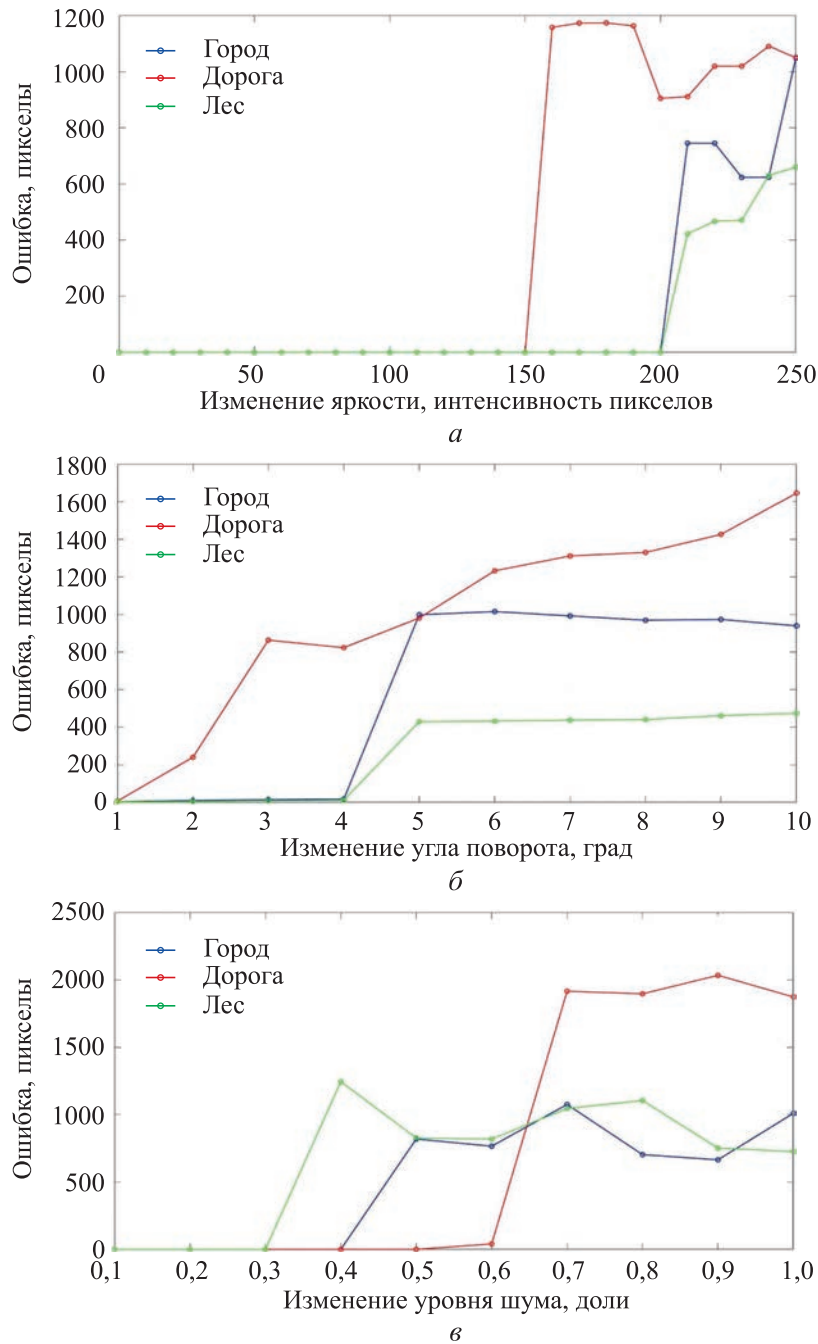 1200
1000
800
600
400
200
0
Ошибка, пикселы
Город
Дорога
Лес
50 100 150 200 250
Изменение яркости, интенсивность пикселов
а
1800
1600
1400
1200
1000
800
600
400
200
0
Ошибка, пикселы
Город
Дорога
Лес
1 2 3 4 5 6 7 8 9 10
Изменение угла поворота, град
б
2500
2000
1500
1000
500
0
Ошибка, пикселы
Город
Дорога
Лес
0,1 0,2 0,3 0,4 0,5 0,6 0,7 0,8 0,9 1,0
Изменение уровня шума, доли
в